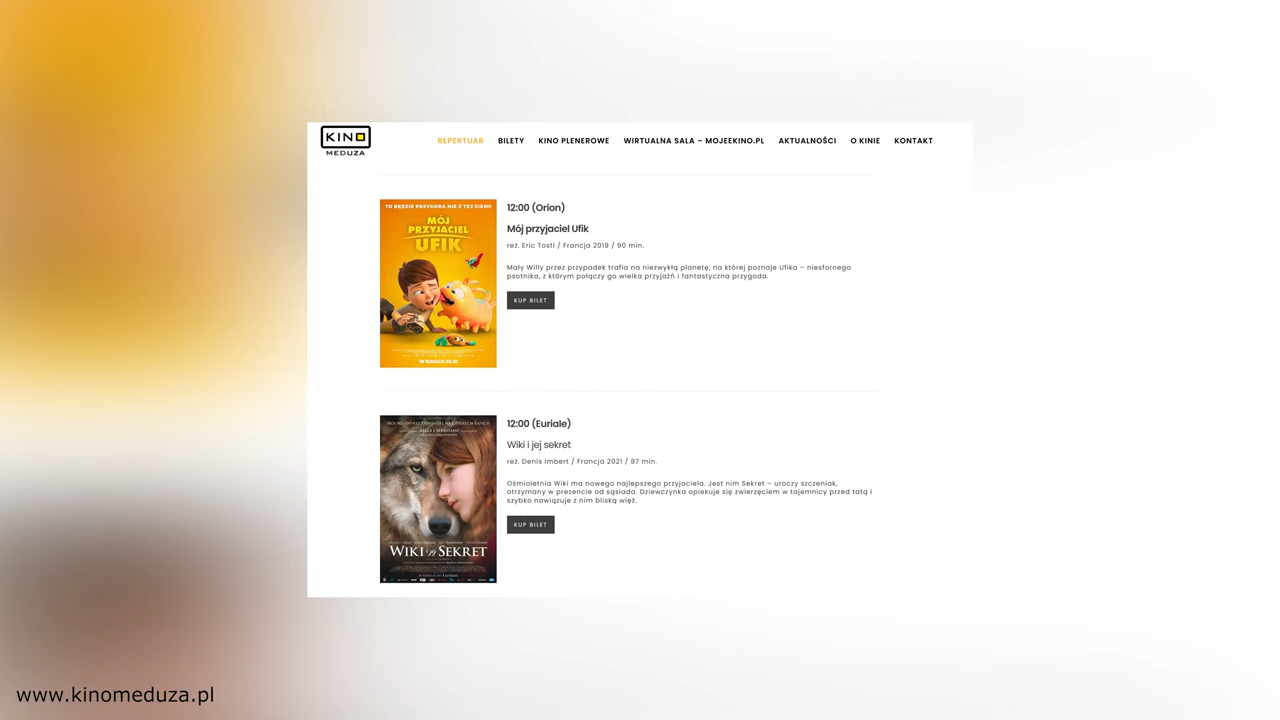 KINO
MEDUZA
REPERTUAR BILETY KINO PLENEROWE WIRTUALNA SALA – MOJEEKINO.PL AKTUALNOŚCI O KINIE KONTAKT
TO BĘDZIE PRZYGODA NIE Z TEJ ZIEMI!
MÓJ
PRZYJACIEL
UFIK
W KINACH
12:00 (Orion)
Mój przyjaciel Ufik
reż. Eric Tosti / Francja 2019 / 90 min.
Mały Willy przez przypadek trafia na niezwykłą planetę, na której poznaje Ufika – niesfornego
psotnika, z którym połączy go wielka przyjaźń i fantastyczna przygoda.
KUP BILET
WIKI i jej SEKRET
12:00 (Euriale)
Wiki i jej sekret
reż. Denis Imbert / Francja 2021 / 87 min.
Ośmioletnia Wiki ma nowego najlepszego przyjaciela. Jest nim Sekret – uroczy szczeniak,
otrzymany w prezencie od sąsiada. Dziewczynka opiekuje się zwierzęciem w tajemnicy przed tatą i
szybko nawiązuje z nim bliską więź.
KUP BILET
www.kinomeduza.pl